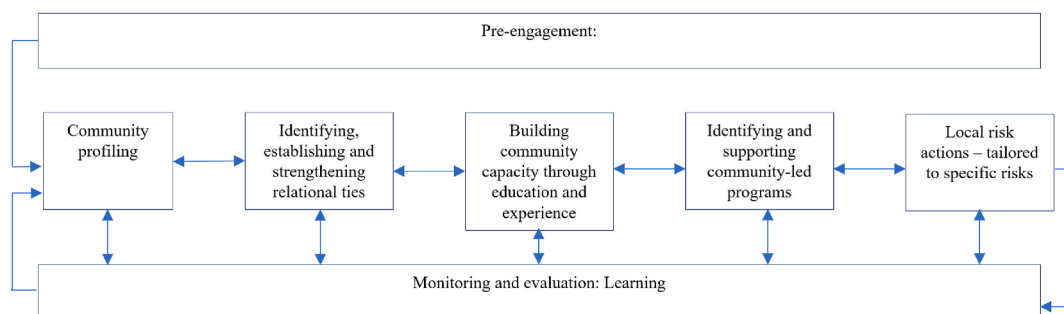 Pre-engagement:
Community
profiling
Identifying,
establishing and
strengthening
relational ties
Building
community
capacity through
education and
experience
Identifying and
supporting
community-led
programs
Local risk
actions – tailored
to specific risks
Monitoring and evaluation: Learning